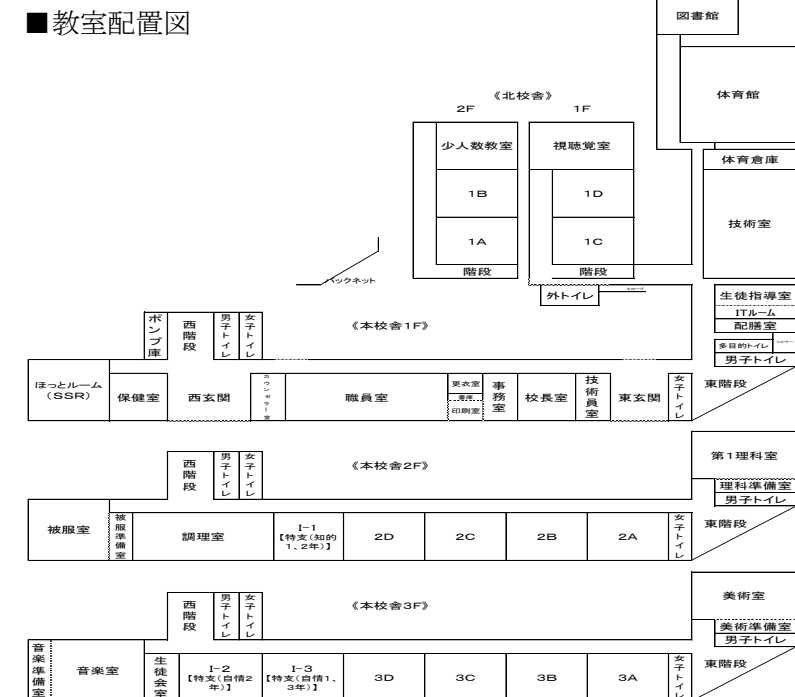 ■教室配置図
図書館
体育館
体育倉庫
技術室
《北校舎》
2F
1F
少人数教室
視聴覚室
1B
1D
1A
1C
階段
階段
バックネット
外トイレ
生徒指導室
ITルーム
配膳室
多目的トイレ
男子トイレ
東階段
《本校舎1F》
ポンプ庫
西階段
男子トイレ
女子トイレ
ほっとルーム
(SSR)
保健室
西玄関
カウンセラー室
職員室
更衣室
書庫
印刷室
事務室
校長室
技術員室
東玄関
女子トイレ
《本校舎2F》
西階段
男子トイレ
女子トイレ
第1理科室
理科準備室
男子トイレ
東階段
被服室
被服準備室
調理室
I-1
【特支(知的
1、2年)】
2D
2C
2B
2A
女子トイレ
《本校舎3F》
西階段
男子トイレ
女子トイレ
美術室
美術準備室
男子トイレ
東階段
音楽準備室
音楽室
生徒会室
I-2
【特支(自情2
年)】
I-3
【特支(自情1、
3年)】
3D
3C
3B
3A
女子トイレ